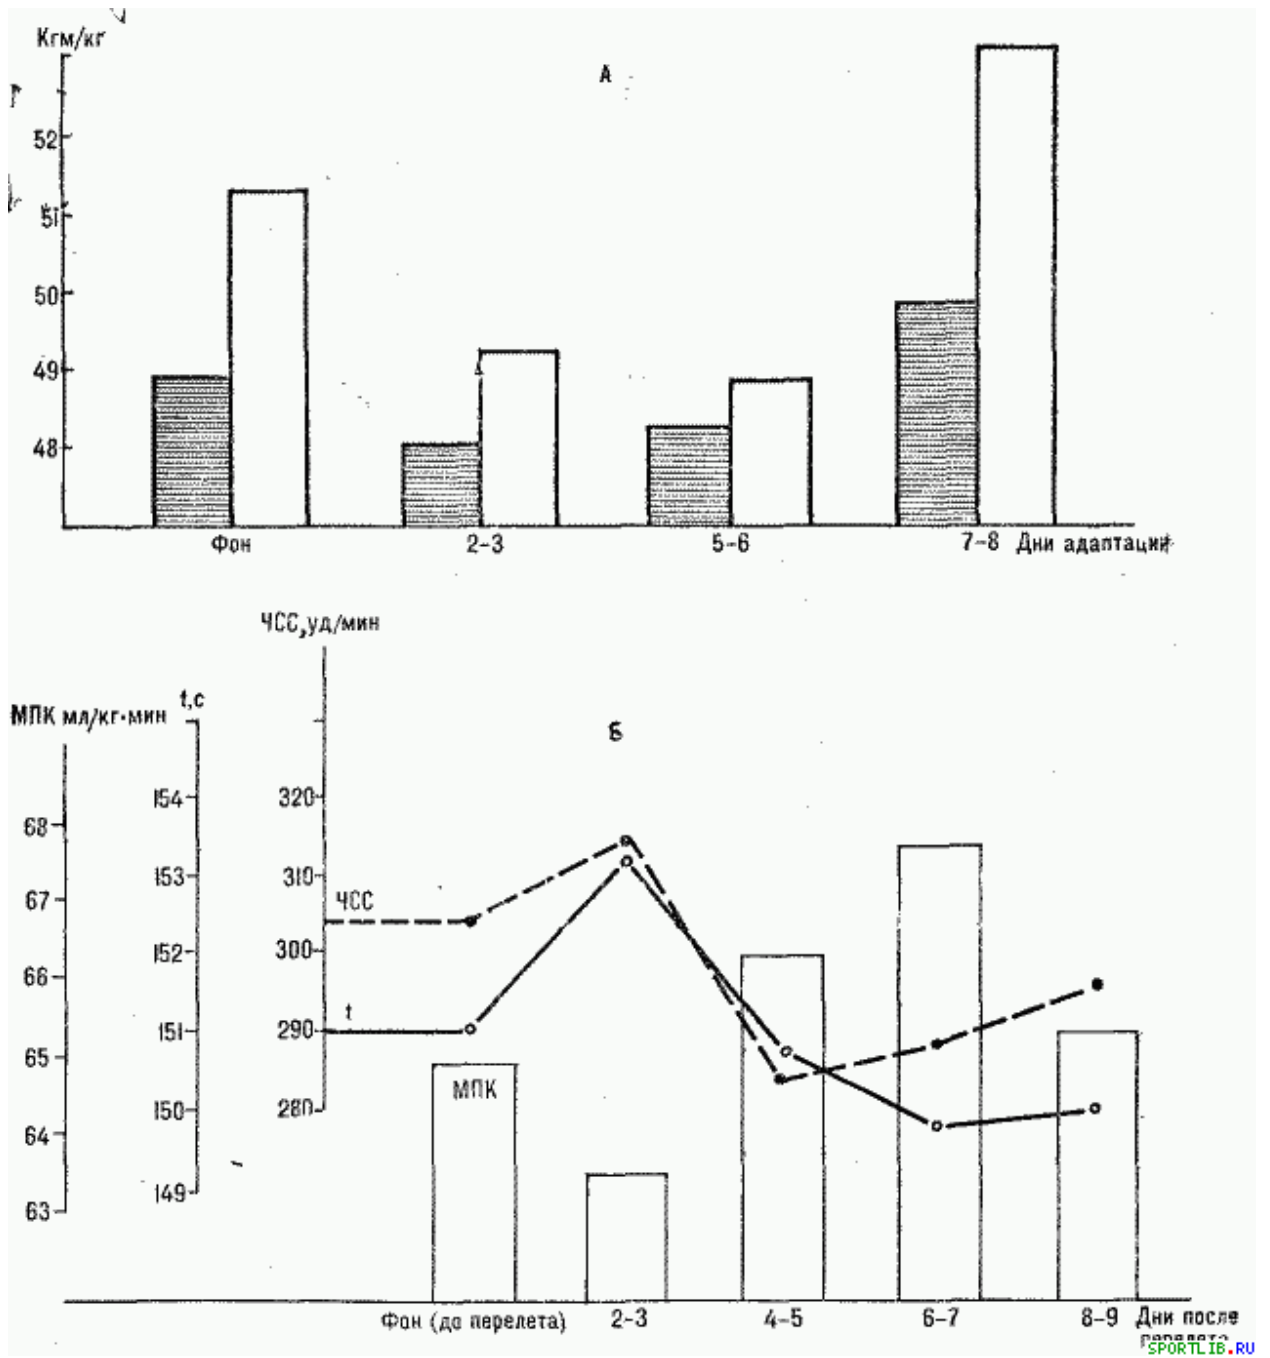 Кгм/кг
А
52
51
50
49
48
Фон 2-3 5-6 7-8 Дни адаптации
ЧСС, уд/мин
t,с
МПК мл/кг·мин
Б
154 320
68
153 310
67
ЧСС
152 300
66
t
151 290
65
МПК
150 280
64
149
63
Фон (до перелета) 2-3 4-5 6-7 8-9 Дни после
перелета
SPORTLIB.RU